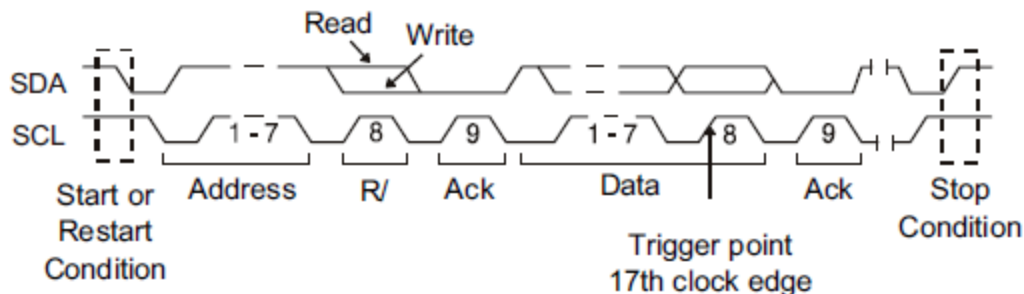 Read
Write
SDA
SCL
1 - 7
8
9
1 - 7
8
9
Address
R/
Ack
Data
Ack
Start or
Restart
Condition
Stop
Condition
Trigger point
17th clock edge